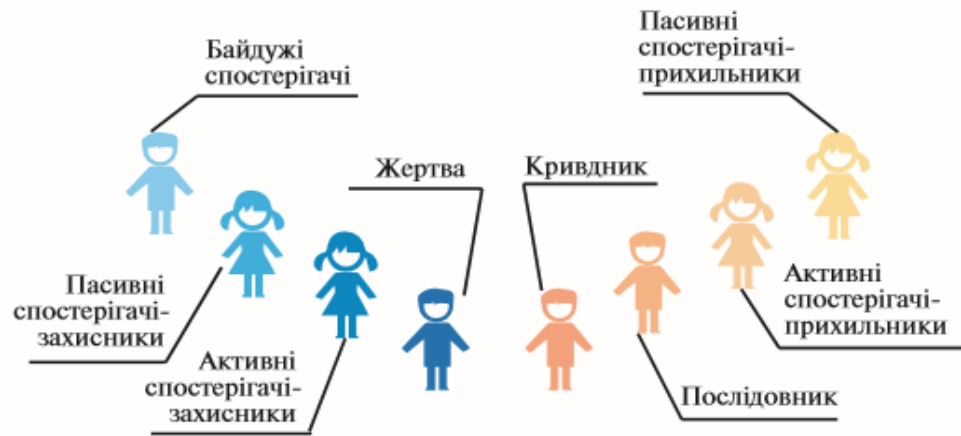 Байдужі
спостерігачі
Пасивні
спостерігачі-
прихильники
Жертва
Кривдник
Пасивні
спостерігачі-
захисники
Активні
спостерігачі-
прихильники
Активні
спостерігачі-
захисники
Послідовник